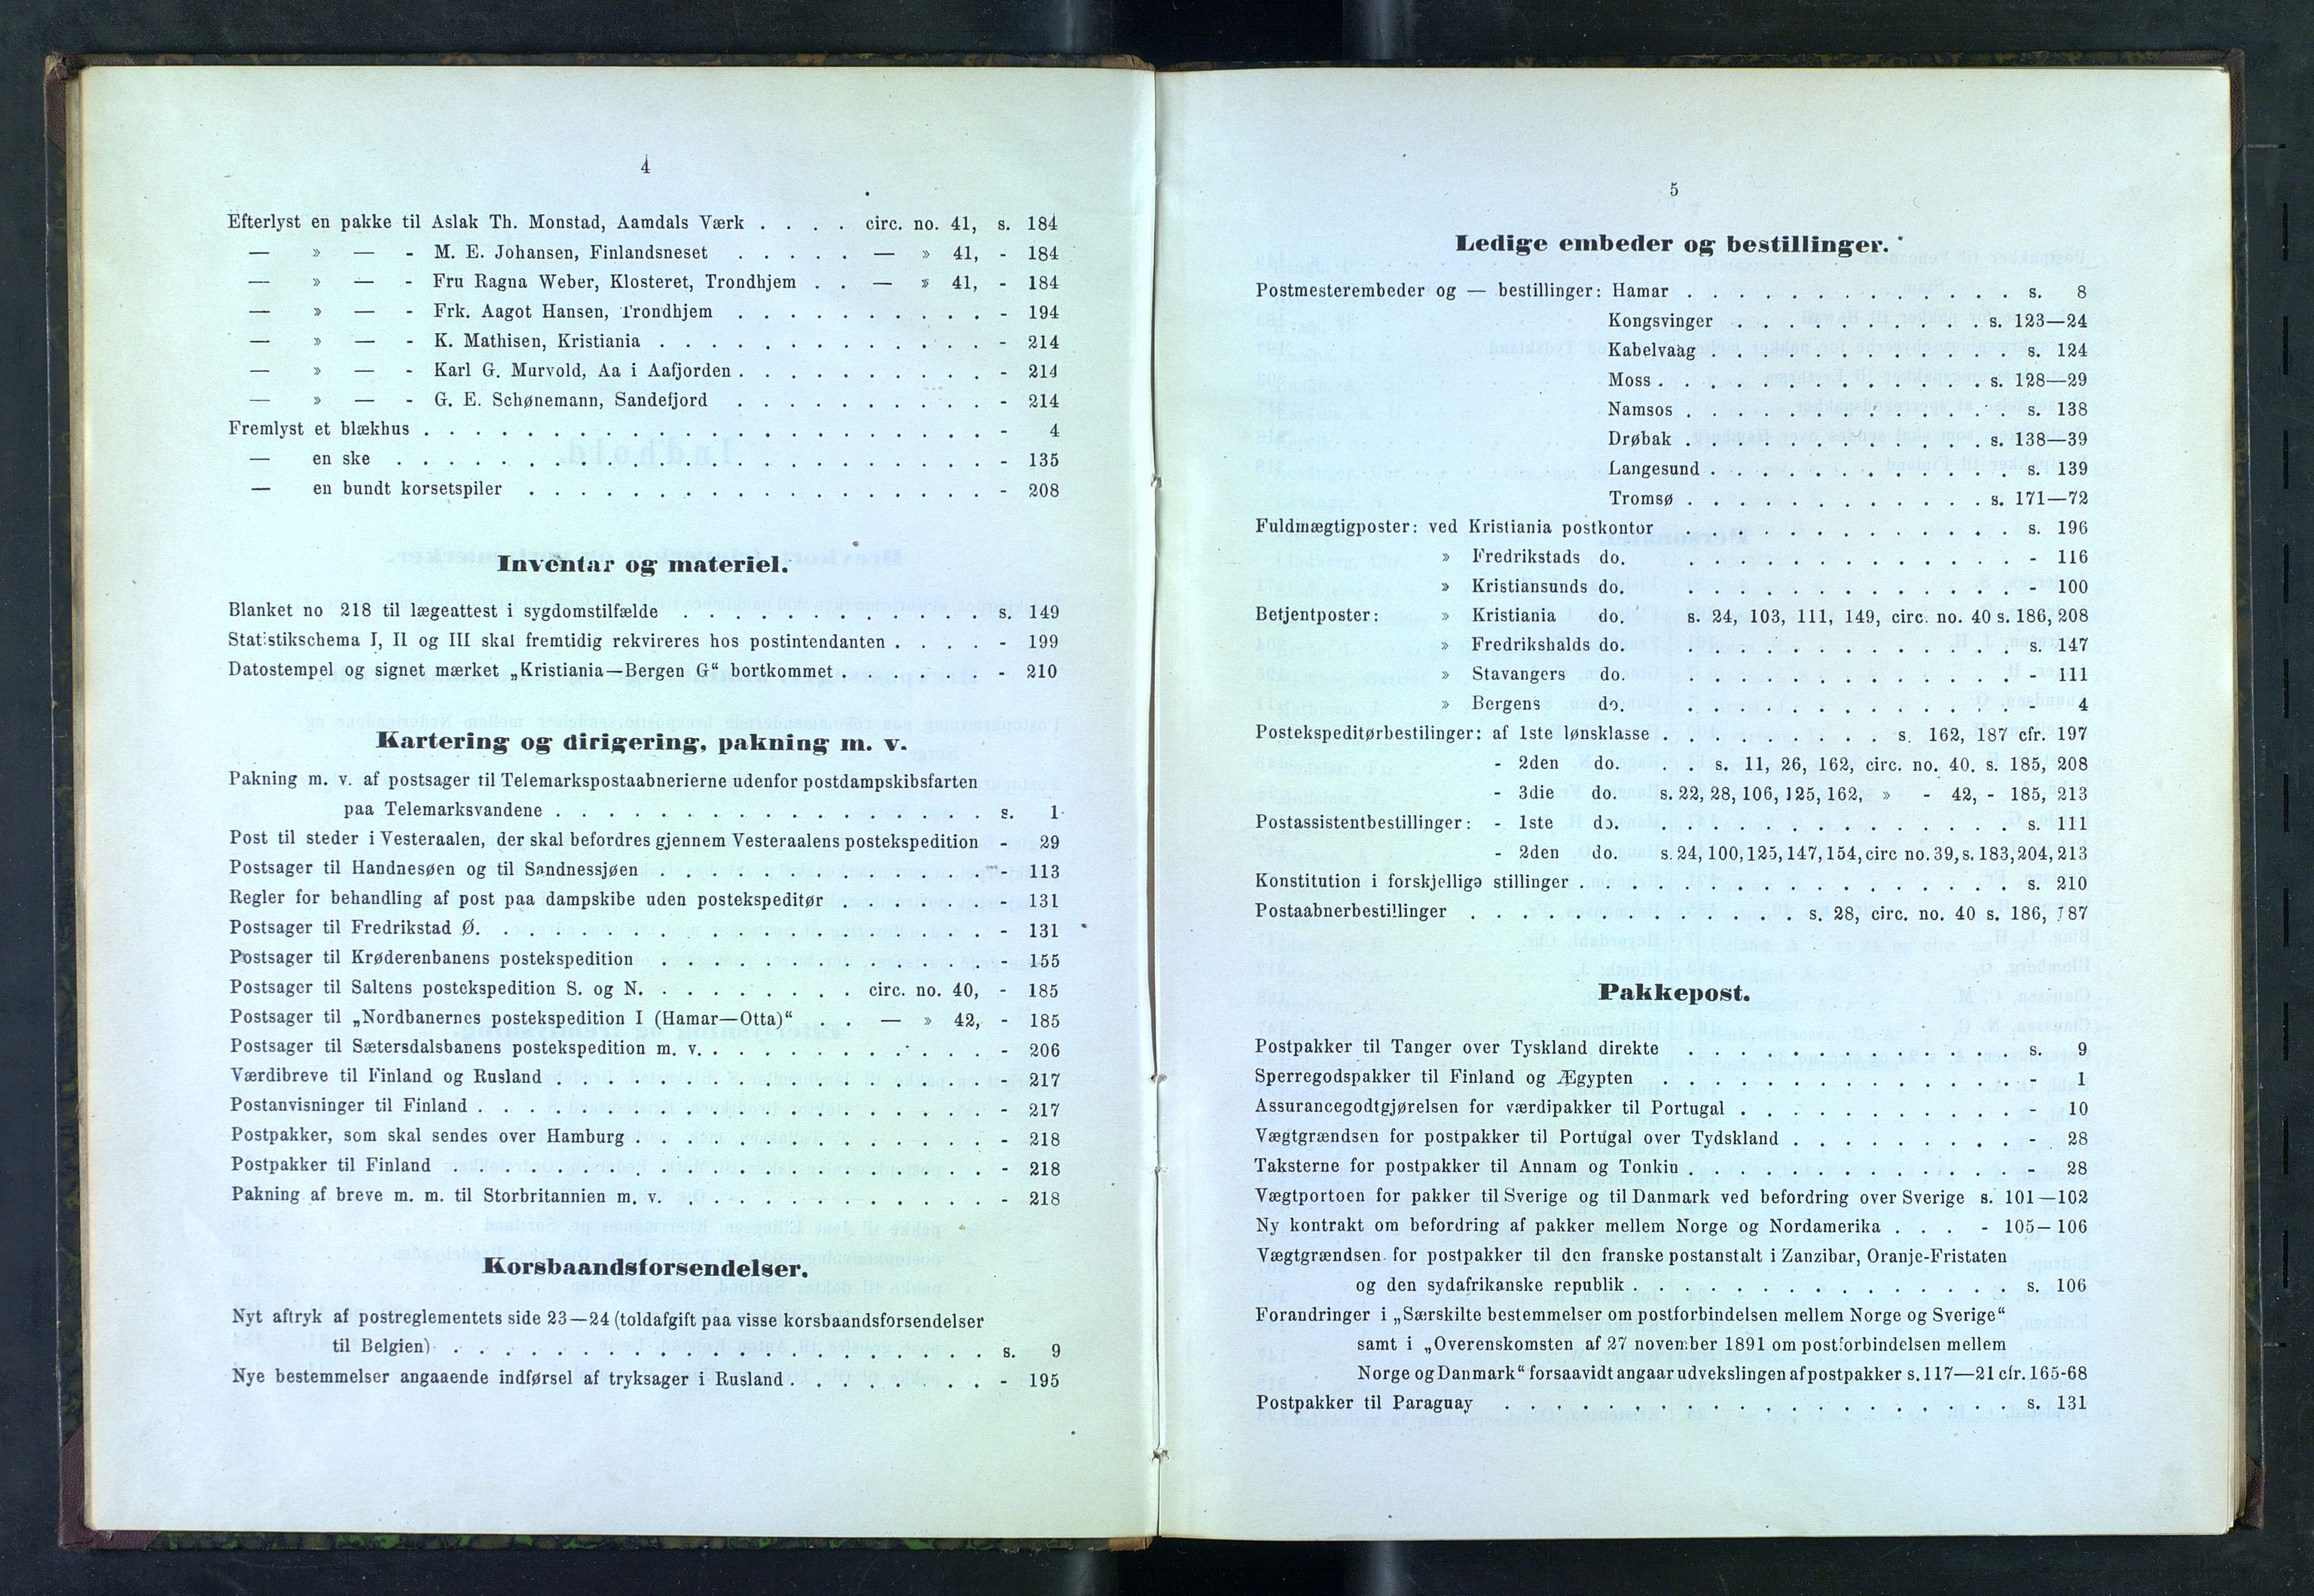 4
Efterlyst en pakke til Aslak Th. Monstad, Aamdals Værk . . . . circ. no. 41, s. 184
— » — - M. E. Johansen, Finlandsneset . . . . . — » 41, - 184
— » — - Fru Ragna Weber, Klosteret, Trondhjem . . — » 41, - 184
— » — - Frk. Aagot Hansen, Trondhjem . . . . . . . . . . - 194
— » — - K. Mathisen, Kristiania . . . . . . . . . . . . . - 214
— » — - Karl G. Murvold, Aa i Aafjorden . . . . . . . . . . - 214
— » — - G. E. Schønemann, Sandefjord . . . . . . . . . . - 214
Fremlyst et blækhus . . . . . . . . . . . . . . . . . . . . . . - 4
— en ske . . . . . . . . . . . . . . . . . . . . . . . - 135
— en bundt korsetspiler . . . . . . . . . . . . . . . . . . - 208
Inventar og materiel.
Blanket no 218 til lægeattest i sygdomstilfælde . . . . . . . . . . . . s. 149
Statistikschema I, II og III skal fremtidig rekvireres hos postintendanten . . . . - 199
Datostempel og signet mærket „Kristiania—Bergen G“ bortkommet . . . . . . - 210
Kartering og dirigering, pakning m. v.
Pakning m. v. af postsager til Telemarkspostaabnerierne udenfor postdampskibsfarten
paa Telemarksvandene . . . . . . . . . . . . . . . . . s. 1
Post til steder i Vesteraalen, der skal befordres gjennem Vesteraalens postekspedition - 29
Postsager til Handnesøen og til Sandnessjøen . . . . . . . . . . . . . - 113
Regler for behandling af post paa dampskibe uden postekspeditør . . . . . . - 131
Postsager til Fredrikstad Ø. . . . . . . . . . . . . . . . . . . . - 131
Postsager til Krøderenbanens postekspedition . . . . . . . . . . . . . - 155
Postsager til Saltens postekspedition S. og N. . . . . . . . . circ. no. 40, - 185
Postsager til „Nordbanernes postekspedition I (Hamar—Otta)“ . . — » 42, - 185
Postsager til Sætersdalsbanens postekspedition m. v. . . . . . . . . . . . - 206
Værdibreve til Finland og Rusland . . . . . . . . . . . . . . . . . - 217
Postanvisninger til Finland . . . . . . . . . . . . . . . . . . . . - 217
Postpakker, som skal sendes over Hamburg . . . . . . . . . . . . . . - 218
Postpakker til Finland . . . . . . . . . . . . . . . . . . . . . - 218
Pakning af breve m. m. til Storbritannien m. v. . . . . . . . . . . . . - 218
Korsbaandsforsendelser.
Nyt aftryk af postreglementets side 23—24 (toldafgift paa visse korsbaandsforsendelser
til Belgien) . . . . . . . . . . . . . . . . . . . . . s. 9
Nye bestemmelser angaaende indførsel af tryksager i Rusland . . . . . . . . - 195
5
Ledige embeder og bestillinger.
Postmesterembeder og — bestillinger: Hamar . . . . . . . . . . . . . s. 8
Kongsvinger . . . . . . . . . . s. 123—24
Kabelvaag . . . . . . . . . . . . s. 124
Moss . . . . . . . . . . . . . s. 128—29
Namsos . . . . . . . . . . . . . s. 138
Drøbak . . . . . . . . . . . . s. 138—39
Langesund . . . . . . . . . . . . s. 139
Tromsø . . . . . . . . . . . . s. 171—72
Fuldmægtigposter: ved Kristiania postkontor . . . . . . . . . . . . . s. 196
» Fredrikstads do. . . . . . . . . . . . . . . - 116
» Kristiansunds do. . . . . . . . . . . . . . . - 100
Betjentposter: » Kristiania do. s. 24, 103, 111, 149, circ. no. 40 s. 186, 208
» Fredrikshalds do. . . . . . . . . . . . . . . s. 147
» Stavangers do. . . . . . . . . . . . . . . - 111
» Bergens do. . . . . . . . . . . . . . . - 4
Postekspeditørbestilinger: af 1ste lønsklasse . . . . . . . . . s. 162, 187 cfr. 197
- 2den do. . . s. 11, 26, 162, circ. no. 40. s. 185, 208
- 3die do. s. 22, 28, 106, 125, 162, » - 42, - 185, 213
Postassistentbestillinger: - 1ste do. . . . . . . . . . . . . . . s. 111
- 2den do. s. 24, 100, 125, 147, 154, circ no. 39, s. 183, 204, 213
Konstitution i forskjellige stillinger . . . . . . . . . . . . . . . . . s. 210
Postaabnerbestillinger . . . . . . . . . . . . . s. 28, circ. no. 40 s. 186, 187
Pakkepost.
Postpakker til Tanger over Tyskland direkte . . . . . . . . . . . . . s. 9
Sperregodspakker til Finland og Ægypten . . . . . . . . . . . . . . - 1
Assurancegodtgjørelsen for værdipakker til Portugal . . . . . . . . . . . - 10
Vægtgrændsen for postpakker til Portugal over Tydskland . . . . . . . . . - 28
Taksterne for postpakker til Annam og Tonkin . . . . . . . . . . . . . - 28
Vægtportoen for pakker til Sverige og til Danmark ved befordring over Sverige s. 101—102
Ny kontrakt om befordring af pakker mellem Norge og Nordamerika . . . - 105—106
Vægtgrændsen for postpakker til den franske postanstalt i Zanzibar, Oranje-Fristaten
og den sydafrikanske republik . . . . . . . . . . . . . . . s. 106
Forandringer i „Særskilte bestemmelser om postforbindelsen mellem Norge og Sverige“
samt i „Overenskomsten af 27 november 1891 om postforbindelsen mellem
Norge og Danmark“ forsaavidt angaar udvekslingen af postpakker s. 117—21 cfr. 165-68
Postpakker til Paraguay . . . . . . . . . . . . . . . . . . . . s. 131